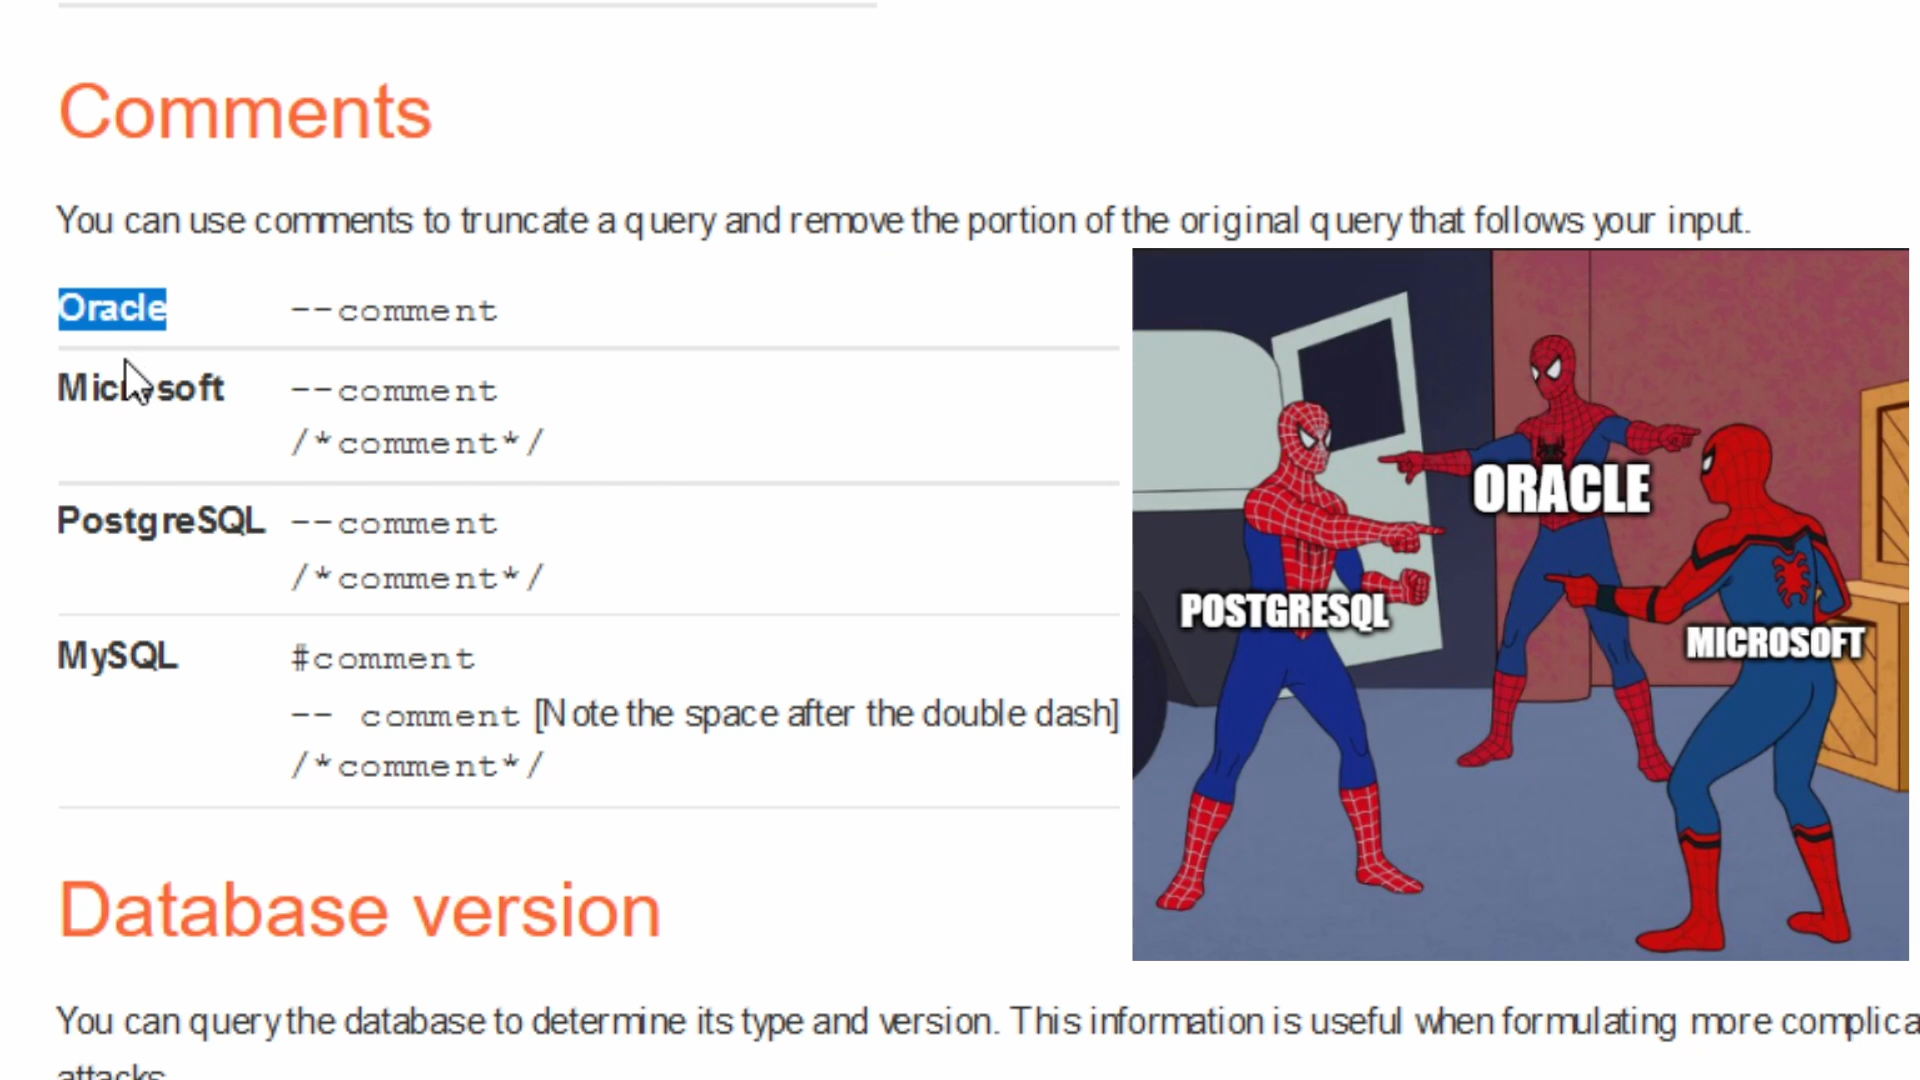 Comments
You can use comments to truncate a query and remove the portion of the original query that follows your input.
Oracle --comment
Microsoft --comment
/*comment*/
PostgreSQL --comment
/*comment*/
MySQL #comment
-- comment [Note the space after the double dash]
/*comment*/
ORACLE
POSTGRESQL
MICROSOFT
Database version
You can query the database to determine its type and version. This information is useful when formulating more complica
attacks.